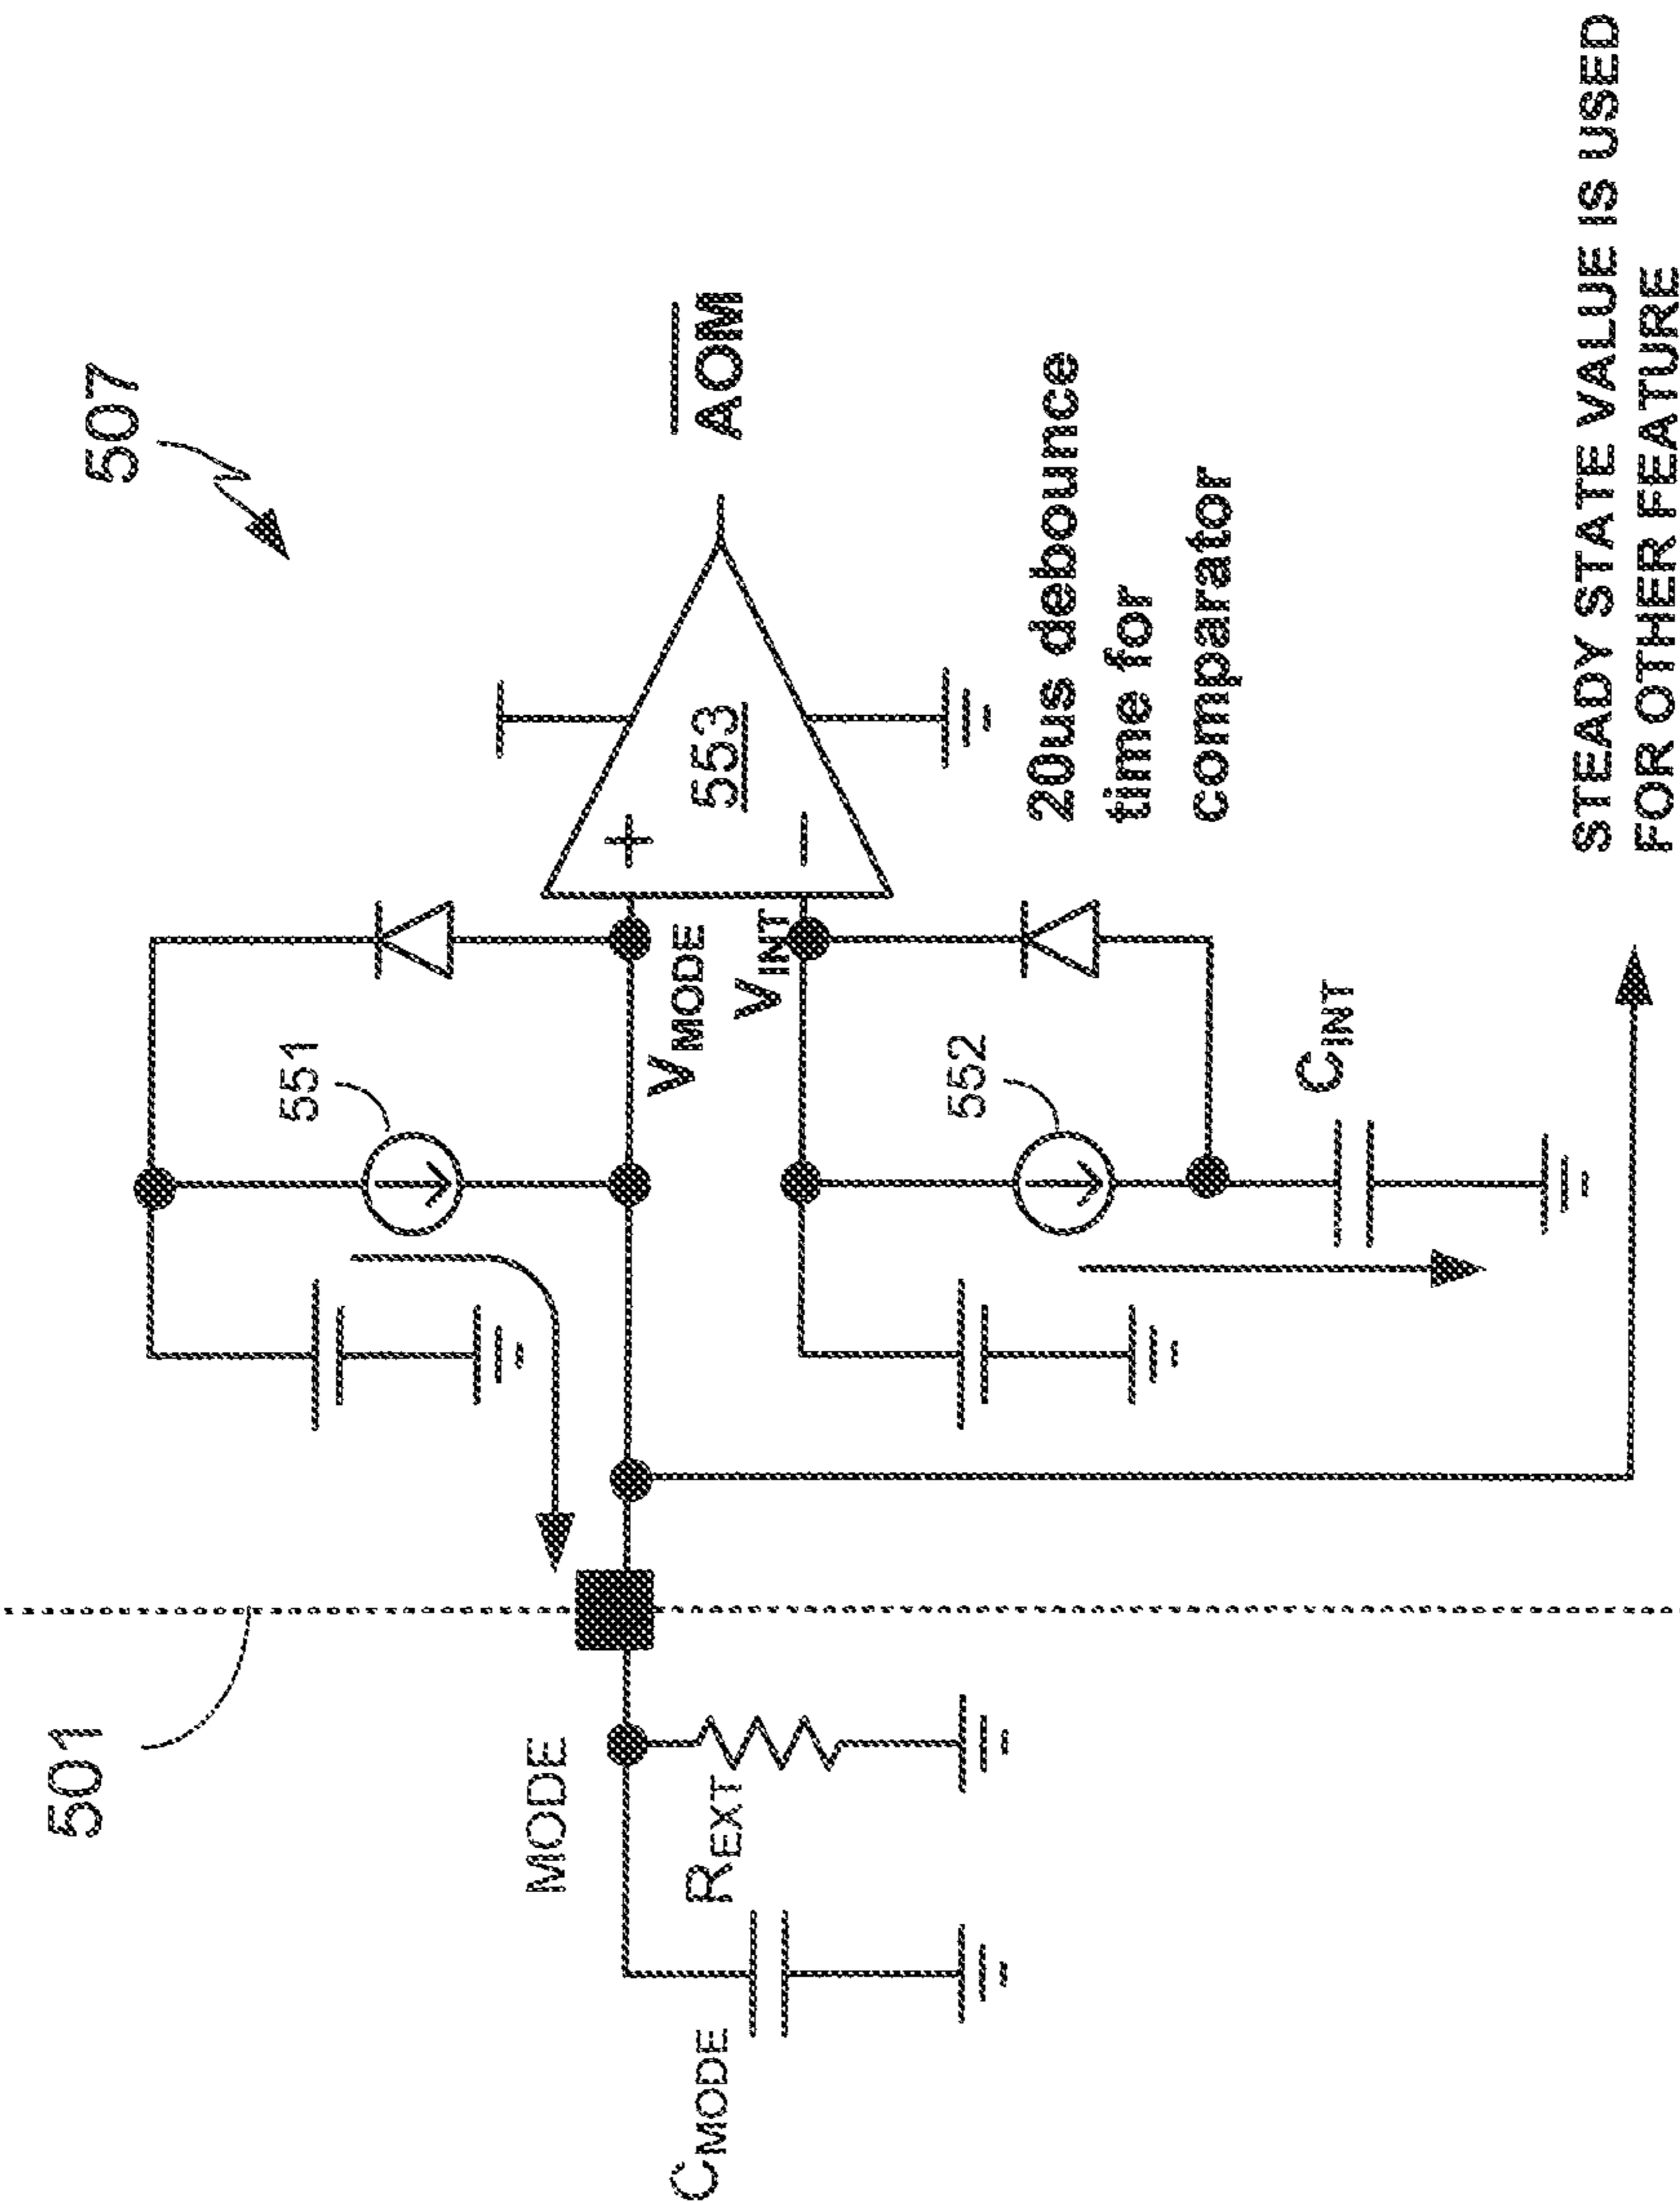 501
507
551
MODE
AOM
553
+
−
V_MODE
V_INT
R_EXT
C_MODE
552
20us debounce
time for
comparator
C_INT
STEADY STATE VALUE IS USED
FOR OTHER FEATURE